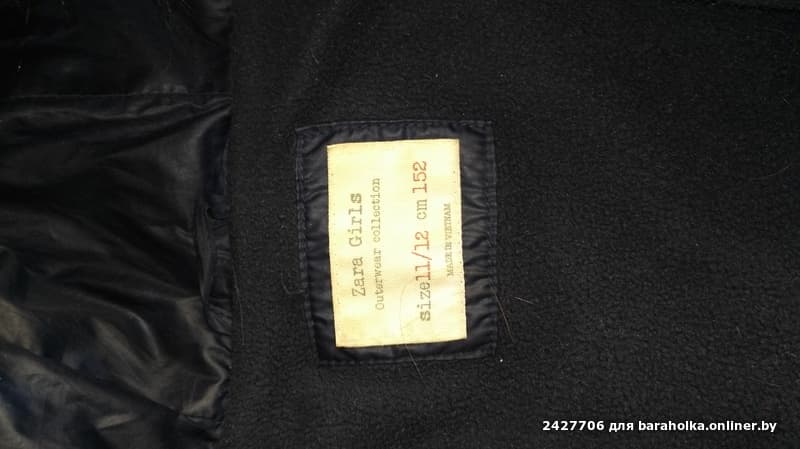 Zara Girls
Outerwear collection
size11/12 cm 152
MADE IN VIETNAM
2427706 для baraholka.onliner.by